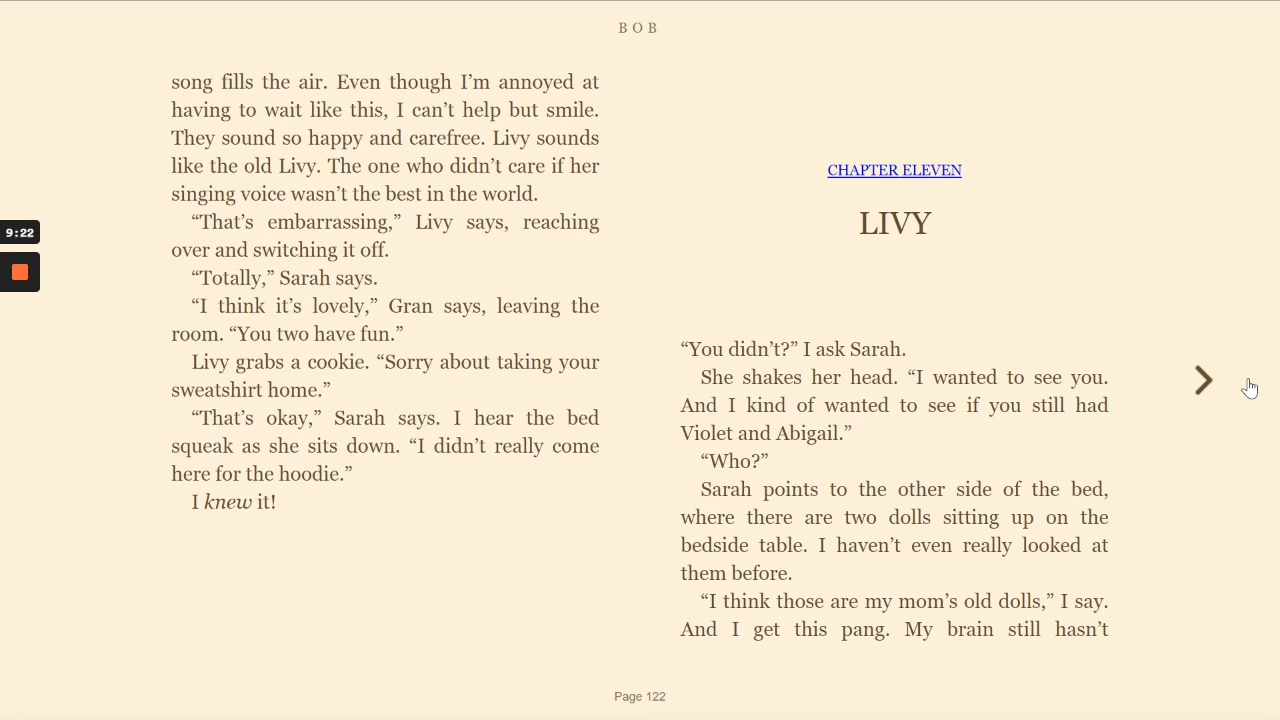 BOB
song fills the air. Even though I’m annoyed at
having to wait like this, I can’t help but smile.
They sound so happy and carefree. Livy sounds
like the old Livy. The one who didn’t care if her
singing voice wasn’t the best in the world.
“That’s embarrassing,” Livy says, reaching
over and switching it off.
“Totally,” Sarah says.
“I think it’s lovely,” Gran says, leaving the
room. “You two have fun.”
Livy grabs a cookie. “Sorry about taking your
sweatshirt home.”
“That’s okay,” Sarah says. I hear the bed
squeak as she sits down. “I didn’t really come
here for the hoodie.”
I knew it!
9:22
CHAPTER ELEVEN
LIVY
“You didn’t?” I ask Sarah.
She shakes her head. “I wanted to see you.
And I kind of wanted to see if you still had
Violet and Abigail.”
“Who?”
Sarah points to the other side of the bed,
where there are two dolls sitting up on the
bedside table. I haven’t even really looked at
them before.
“I think those are my mom’s old dolls,” I say.
And I get this pang. My brain still hasn’t
Page 122